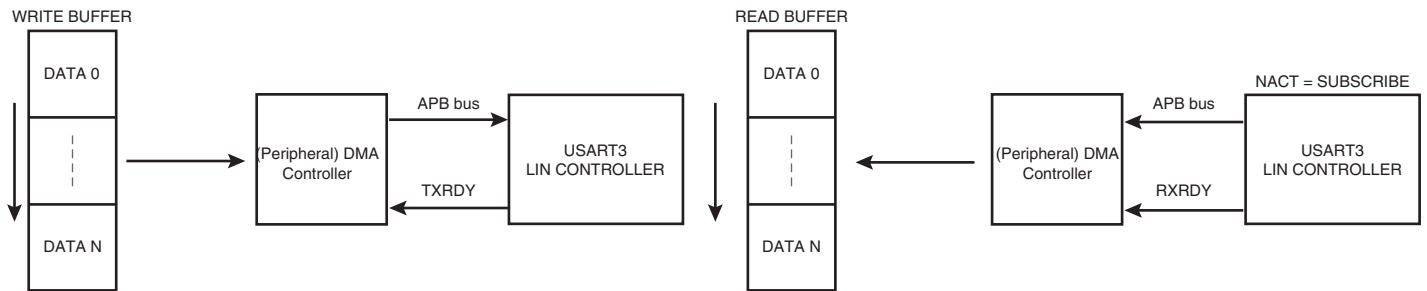 WRITE BUFFER
DATA 0
DATA N
(Peripheral) DMA
Controller
APB bus
TXRDY
USART3
LIN CONTROLLER
READ BUFFER
DATA 0
DATA N
(Peripheral) DMA
Controller
APB bus
RXRDY
NACT = SUBSCRIBE
USART3
LIN CONTROLLER